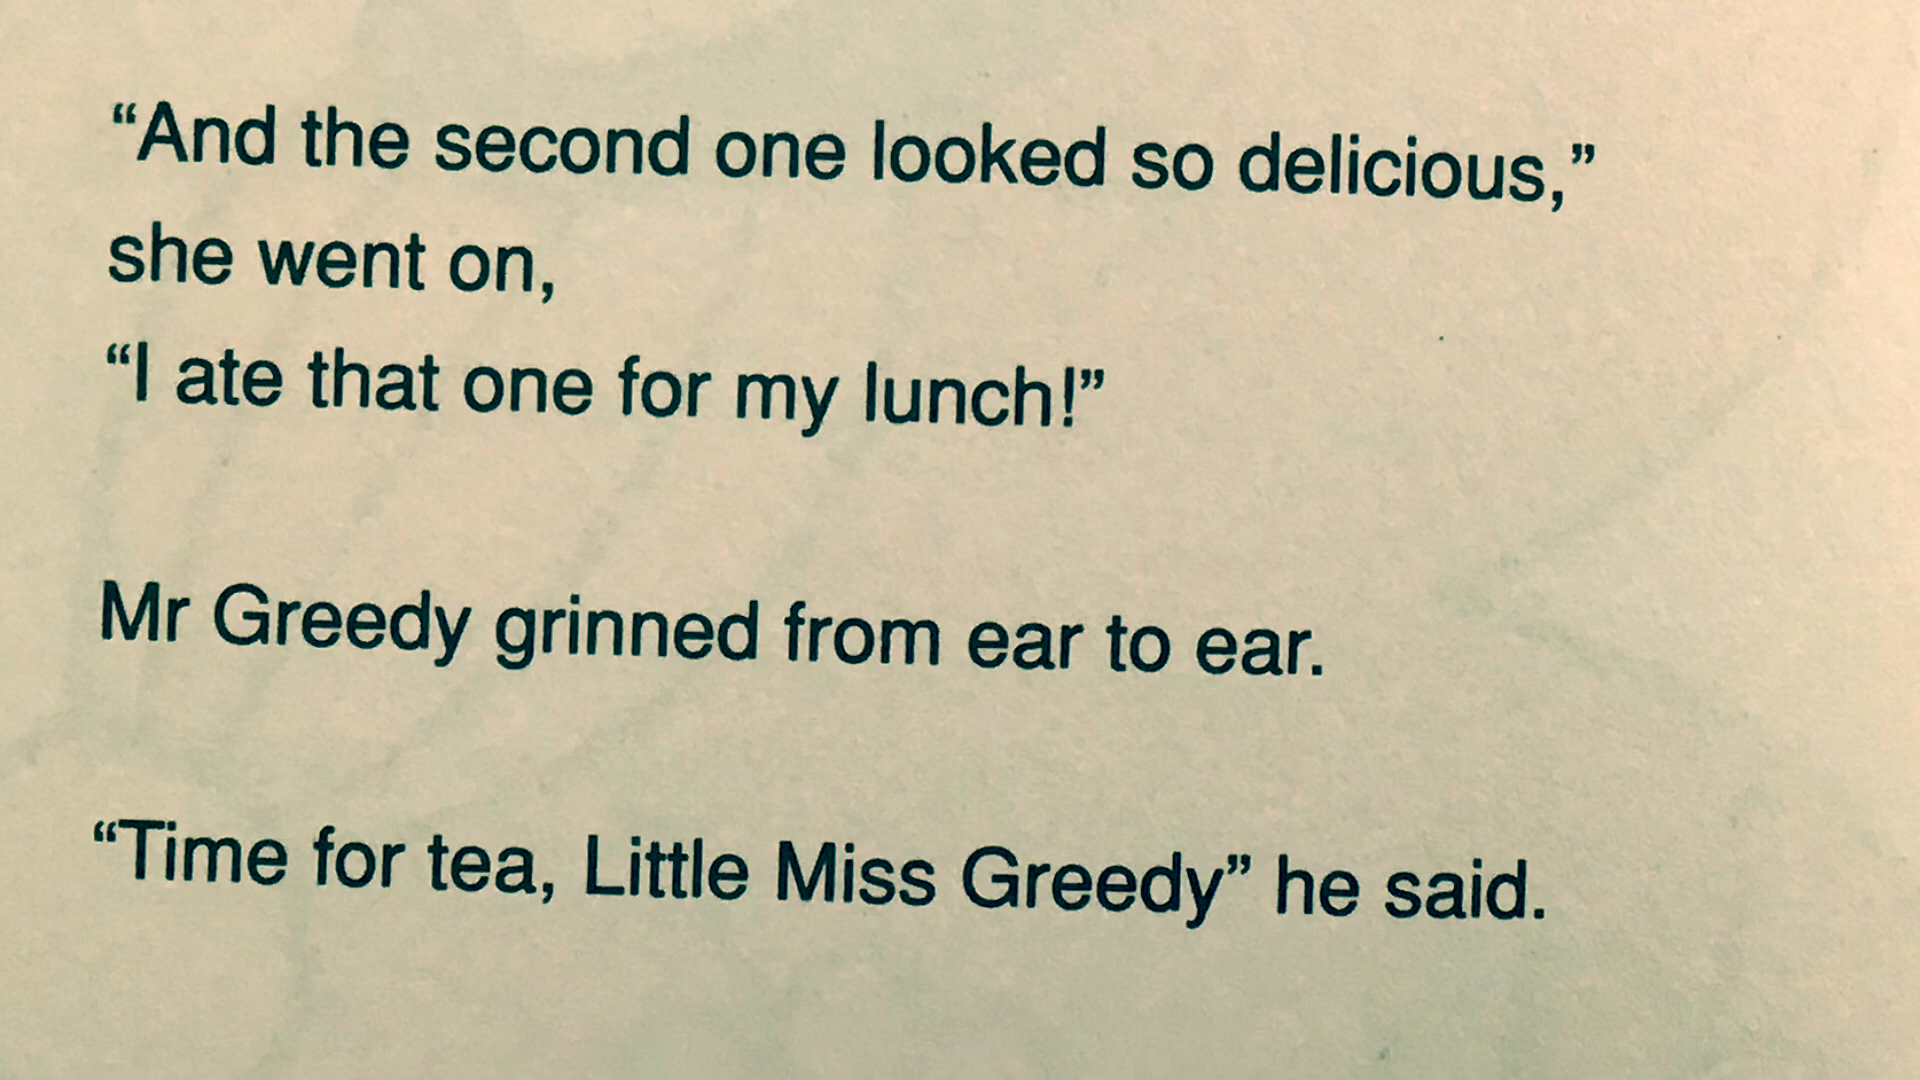 “And the second one looked so delicious,”
she went on,
“I ate that one for my lunch!”
Mr Greedy grinned from ear to ear.
“Time for tea, Little Miss Greedy” he said.